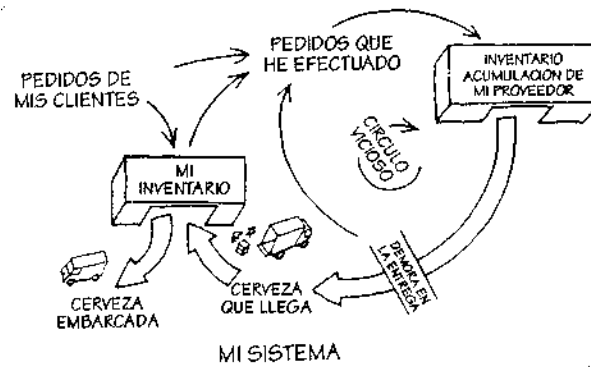 PEDIDOS QUE
HE EFECTUADO
INVENTARIO
ACUMULACION DE
MI PROVEEDOR
PEDIDOS DE
MIS CLIENTES
CIRCULO
VICIOSO
MI
INVENTARIO
DEMORA EN
LA ENTREGA
CERVEZA
EMBARCADA
CERVEZA
QUE LLEGA
MI SISTEMA